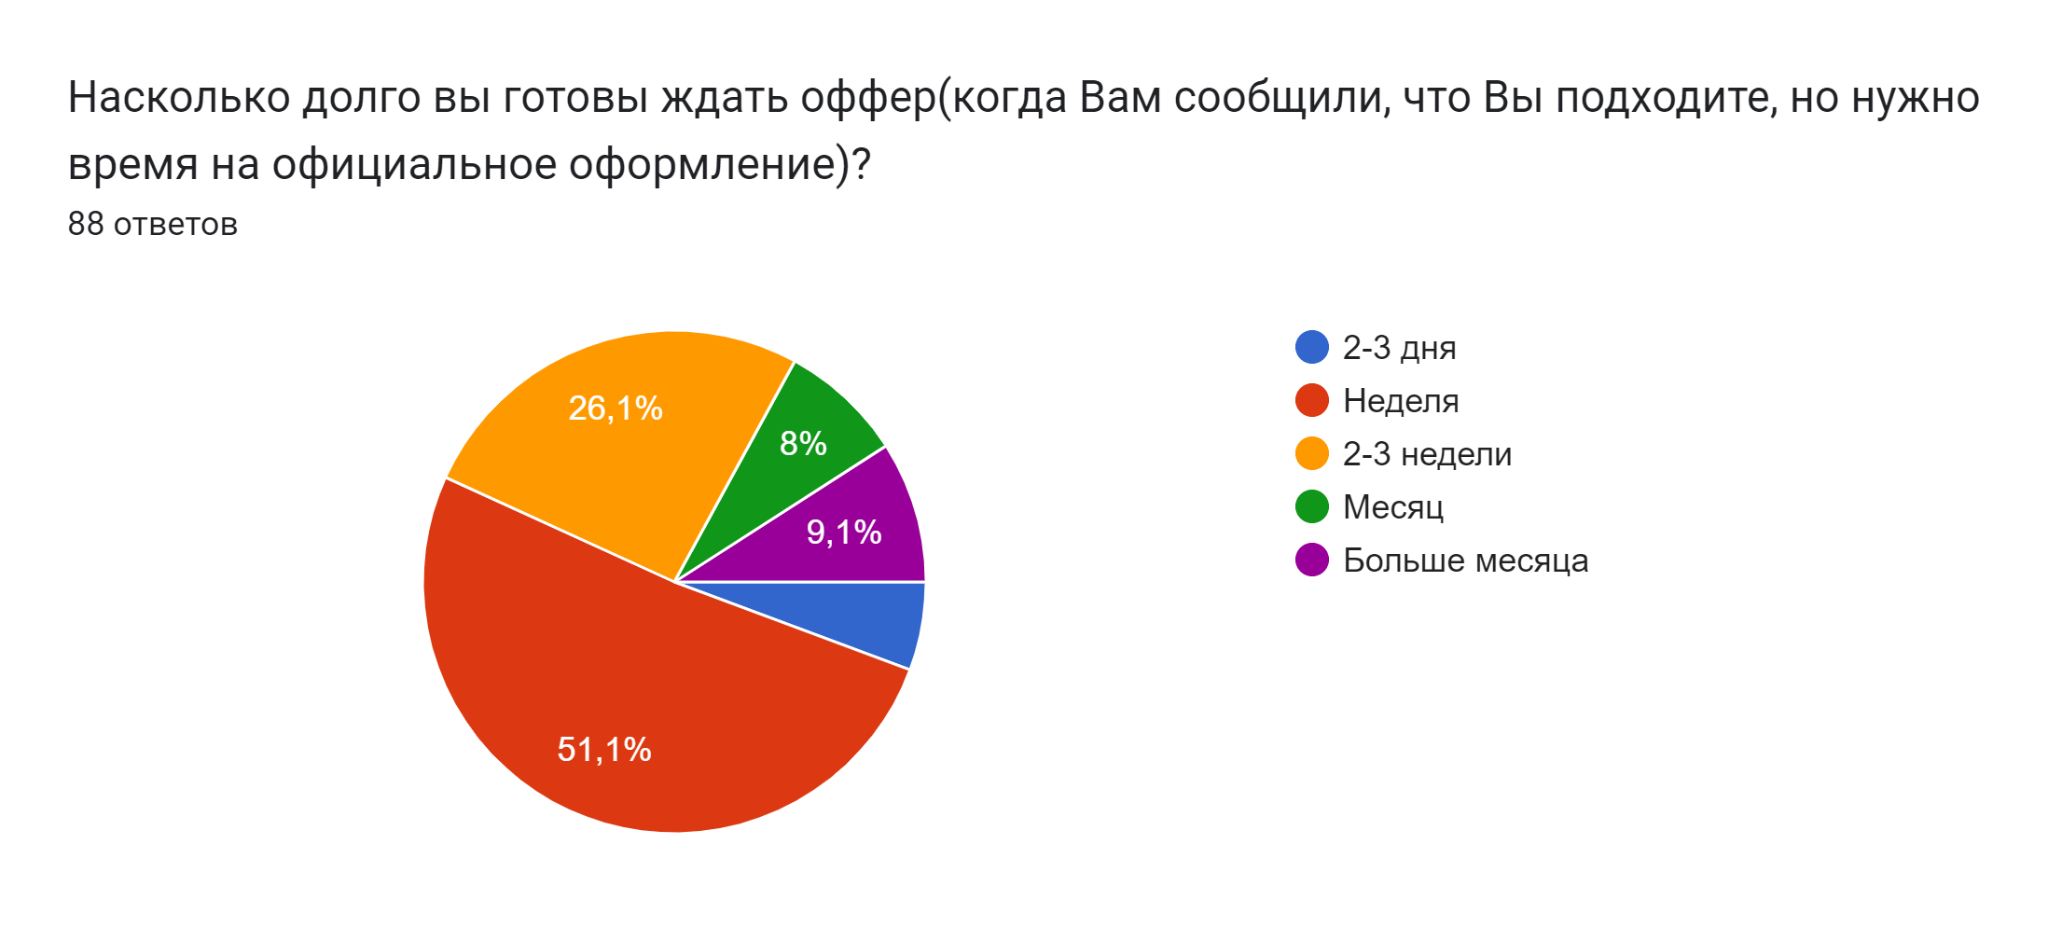 Насколько долго вы готовы ждать оффер(когда Вам сообщили, что Вы подходите, но нужно
время на официальное оформление)?
88 ответов
26,1%
8%
9,1%
51,1%
2-3 дня
Неделя
2-3 недели
Месяц
Больше месяца